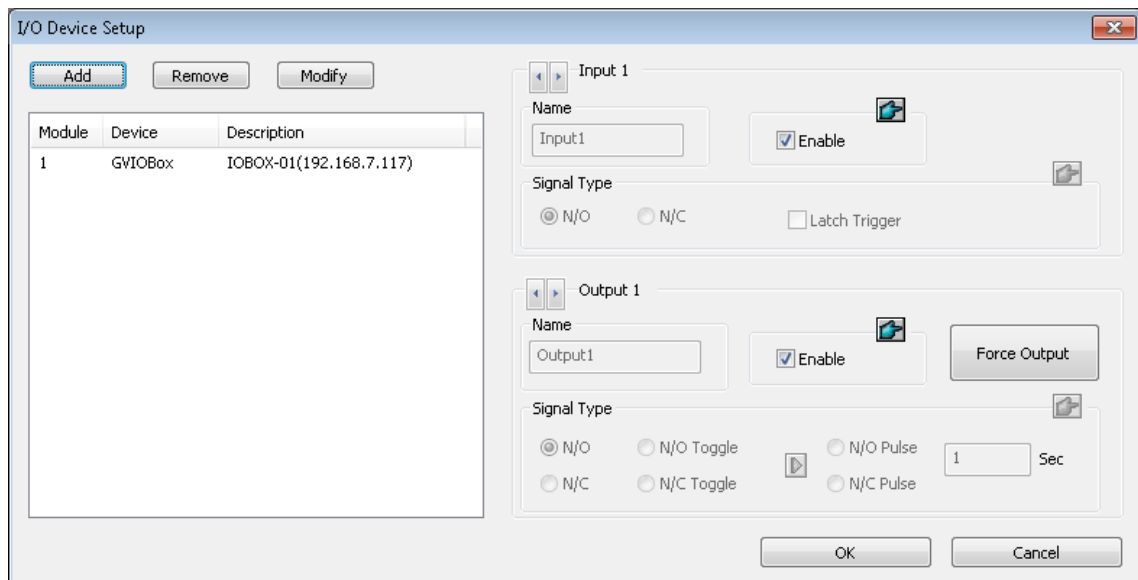 I/O Device Setup
Add Remove Modify
Module Device Description
1 GVIOBox IOBOX-01(192.168.7.117)
Input 1
Name
Input1
Enable
Signal Type
N/O N/C Latch Trigger
Output 1
Name
Output1
Enable
Force Output
Signal Type
N/O N/O Toggle N/O Pulse
1 Sec
N/C N/C Toggle N/C Pulse
OK Cancel